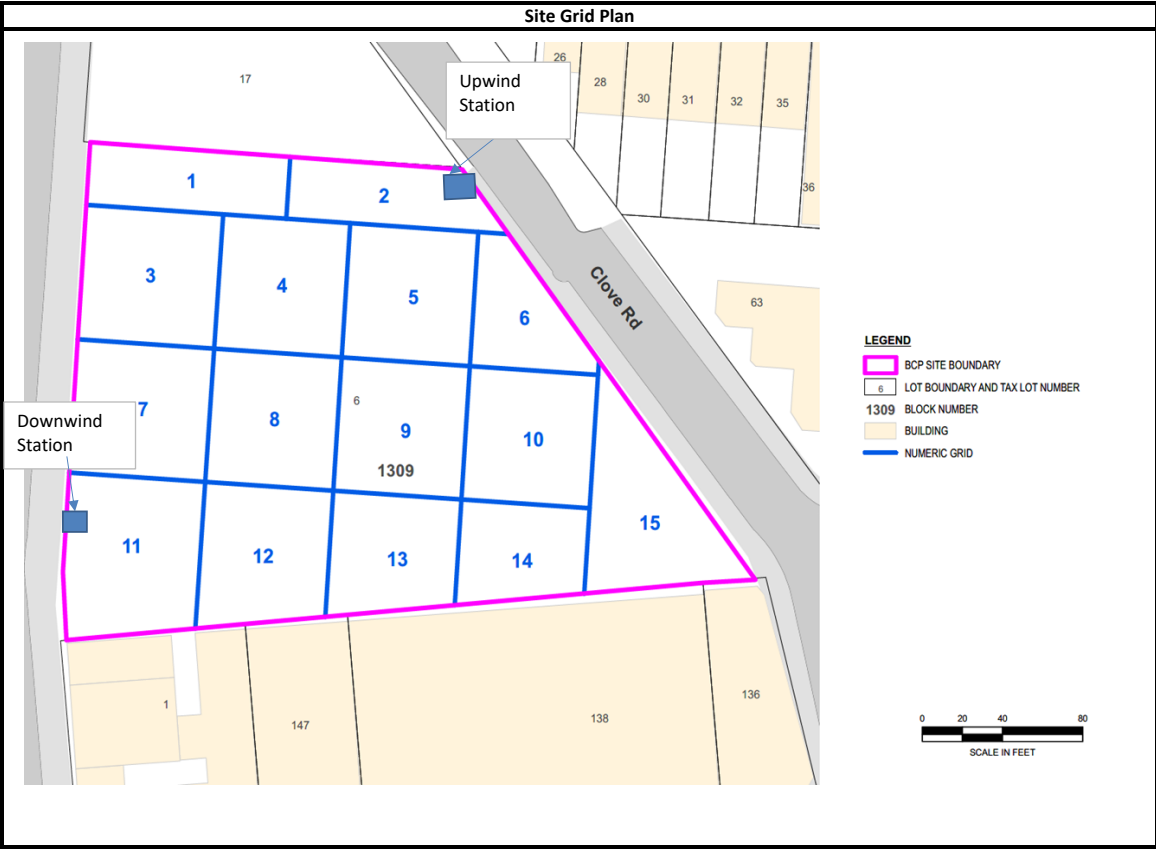 Site Grid Plan
17
Upwind
Station
26
28
30
31
32
35
36
1
2
3
4
5
6
Clove Rd
63
Downwind
Station
7
8
6
9
1309
10
11
12
13
14
15
1
147
138
136
LEGEND
BCP SITE BOUNDARY
6 LOT BOUNDARY AND TAX LOT NUMBER
1309 BLOCK NUMBER
BUILDING
NUMERIC GRID
0 20 40 80
SCALE IN FEET